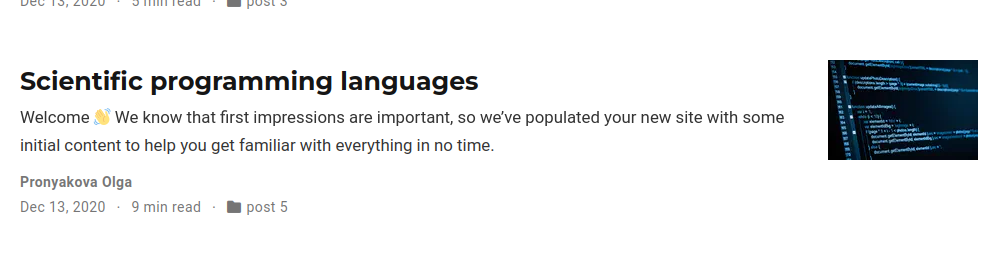 Dec 13, 2020 · 5 min read · post 3
Scientific programming languages
Welcome 👋 We know that first impressions are important, so we've populated your new site with some
initial content to help you get familiar with everything in no time.
Pronyakova Olga
Dec 13, 2020 · 9 min read · post 5